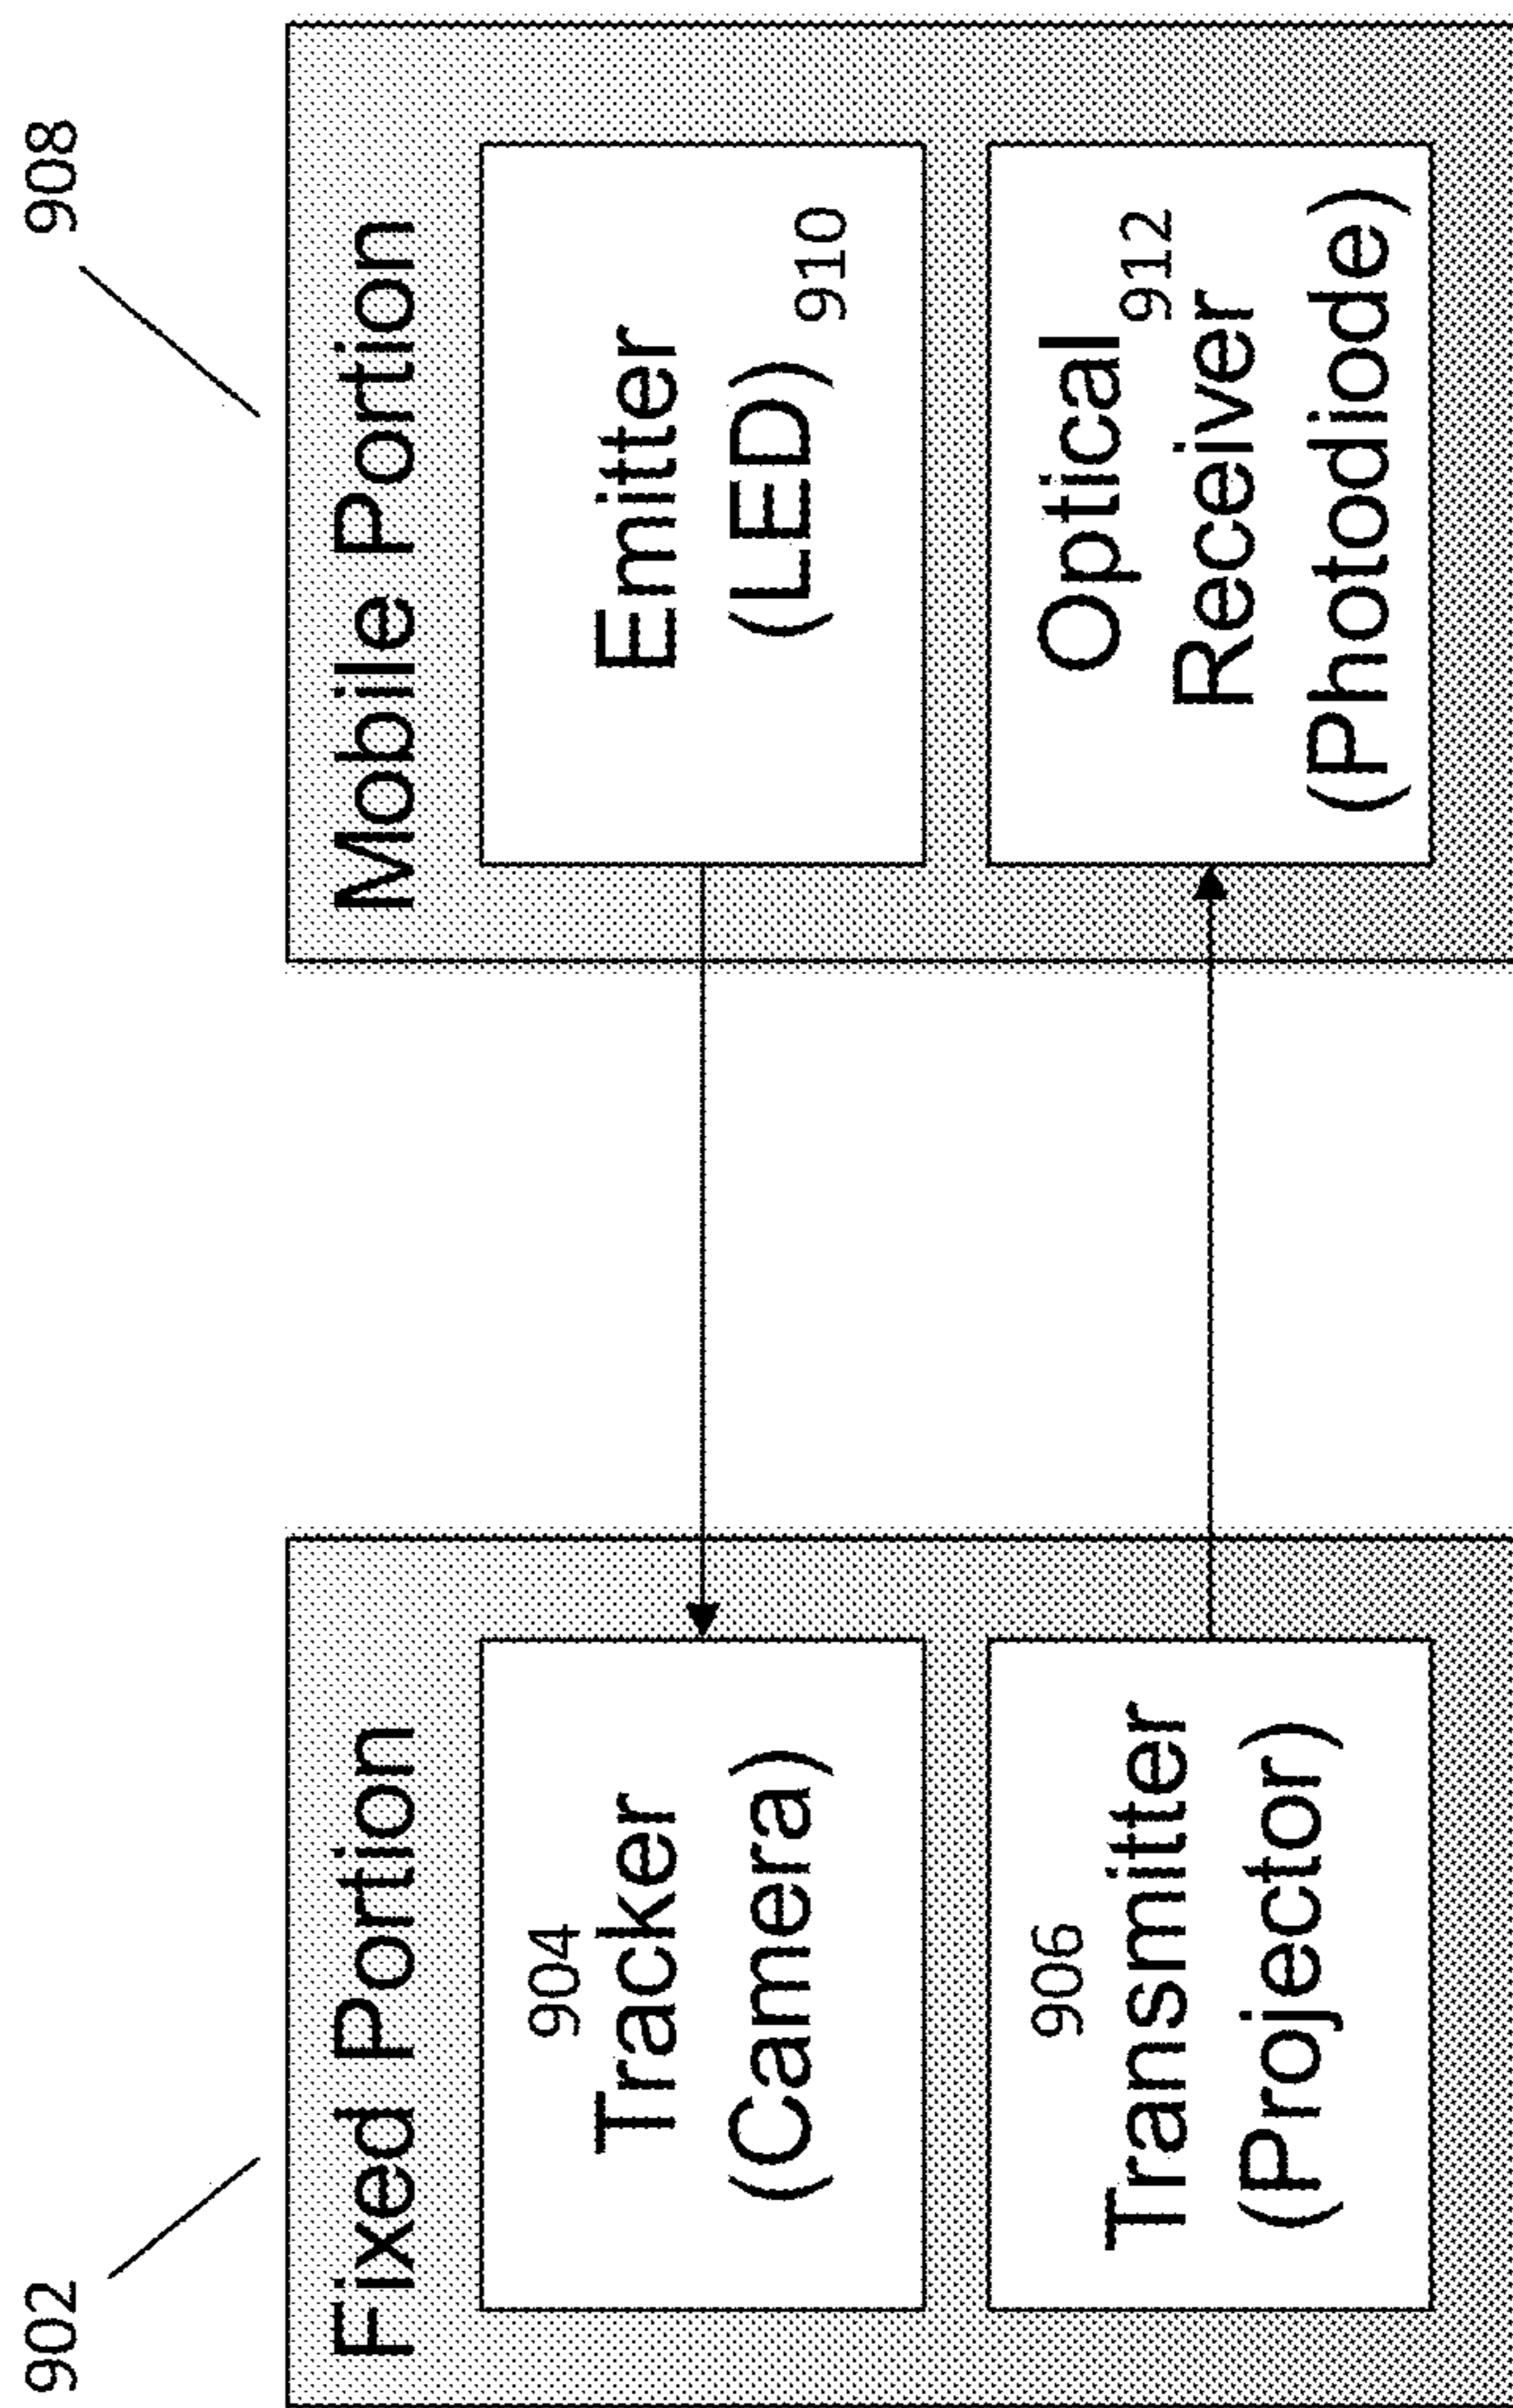 902
Fixed Portion
904
Tracker
(Camera)
906
Transmitter
(Projector)
908
Mobile Portion
Emitter
(LED)
910
Optical
912
Receiver
(Photodiode)